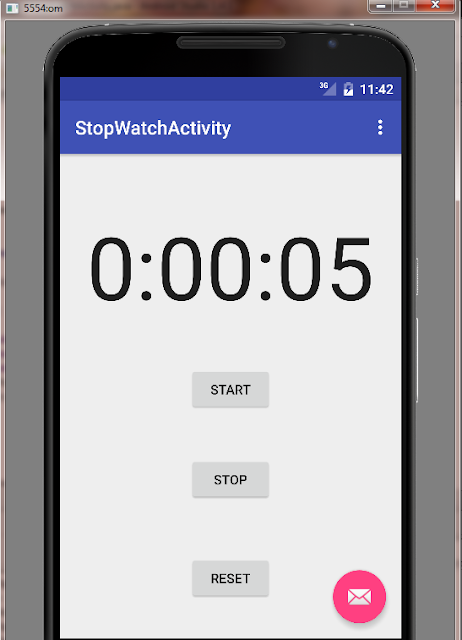 5554:om
3G 11:42
StopWatchActivity
0:00:05
START
STOP
RESET